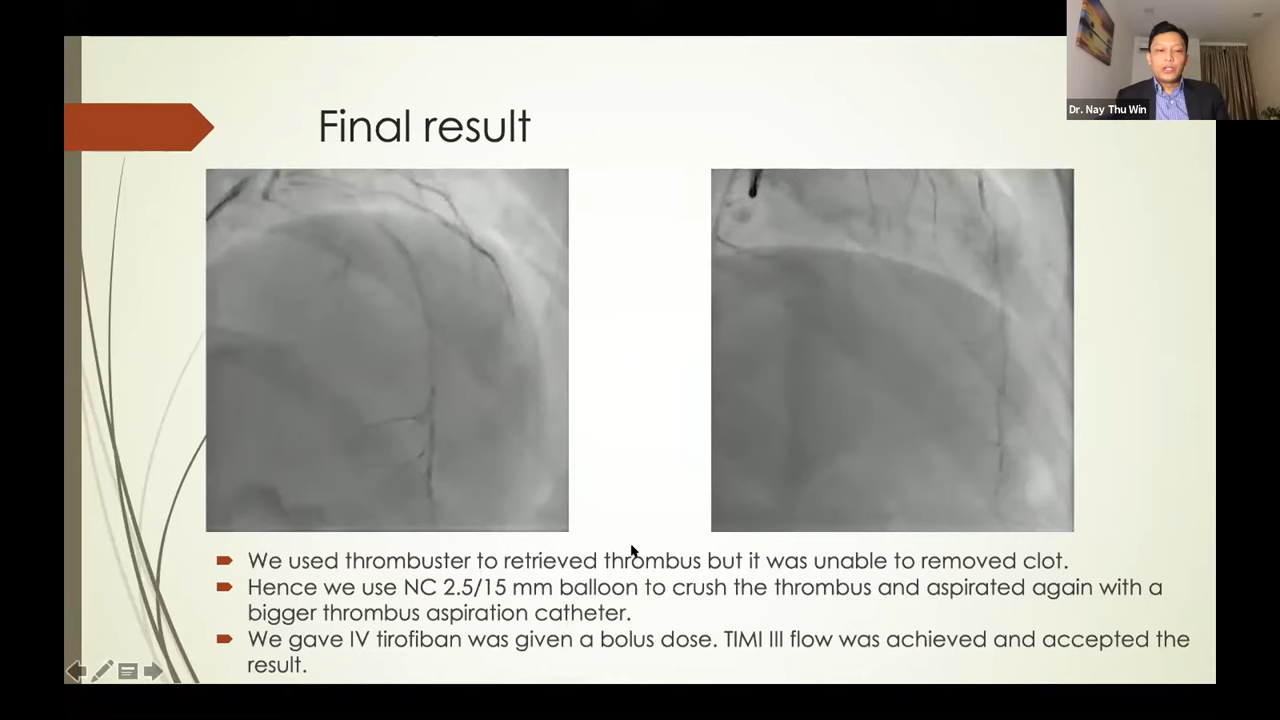 Dr. Nay Thu Win
Final result
We used thrombuster to retrieved thrombus but it was unable to removed clot.
Hence we use NC 2.5/15 mm balloon to crush the thrombus and aspirated again with a
bigger thrombus aspiration catheter.
We gave IV tirofiban was given a bolus dose. TIMI III flow was achieved and accepted the
result.